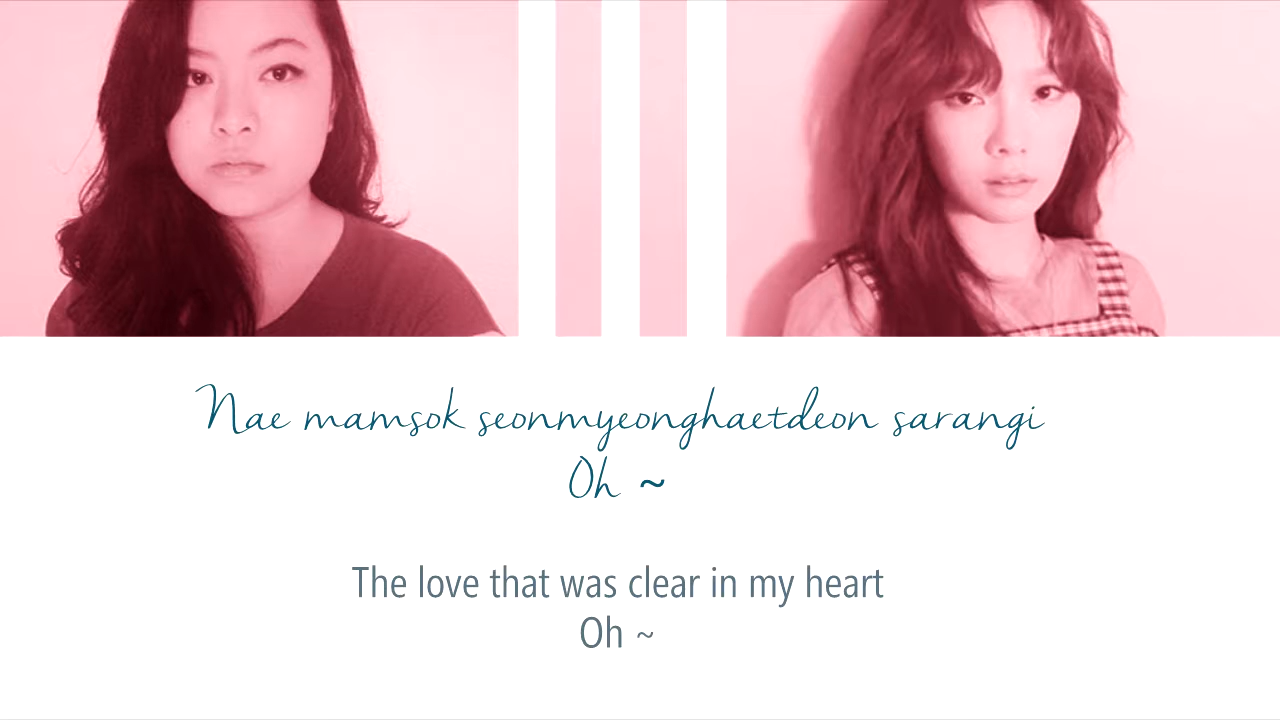 Nae mamsok seonmyeonghaetdeon sarangi
Oh ~
The love that was clear in my heart
Oh ~